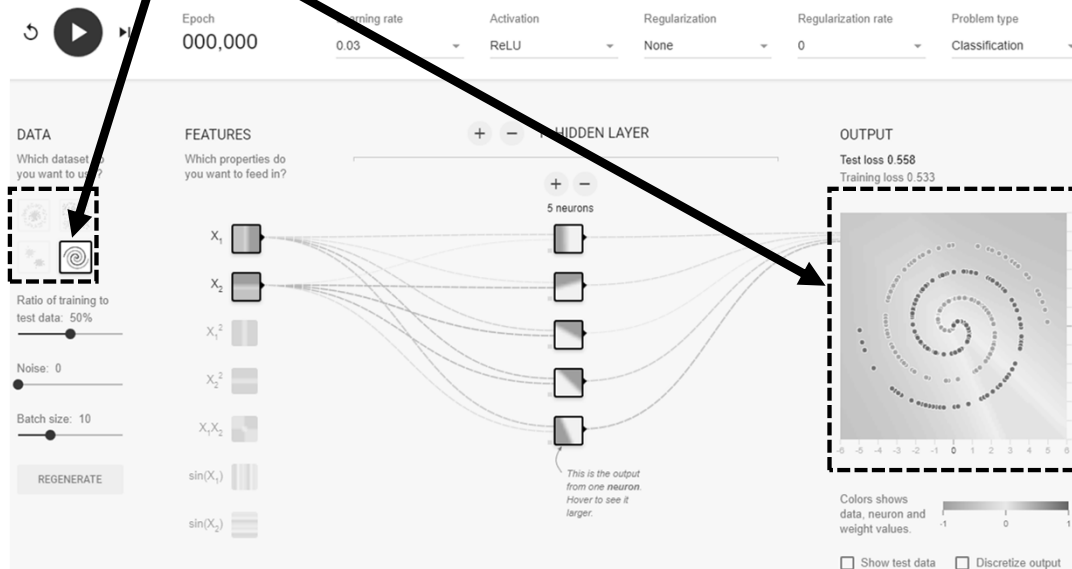 Epoch
000,000
Learning rate
0.03
Activation
ReLU
Regularization
None
Regularization rate
0
Problem type
Classification
DATA
Which dataset do
you want to use?
Ratio of training to
test data: 50%
Noise: 0
Batch size: 10
REGENERATE
FEATURES
Which properties do
you want to feed in?
X₁
X₂
X₁²
X₂²
X₁X₂
sin(X₁)
sin(X₂)
+ − HIDDEN LAYER
+ −
5 neurons
This is the output
from one neuron.
Hover to see it
larger.
OUTPUT
Test loss 0.558
Training loss 0.533
-6 -5 -4 -3 -2 -1 0 1 2 3 4 5 6
Colors shows
data, neuron and
weight values.
-1 0 1
Show test data
Discretize output